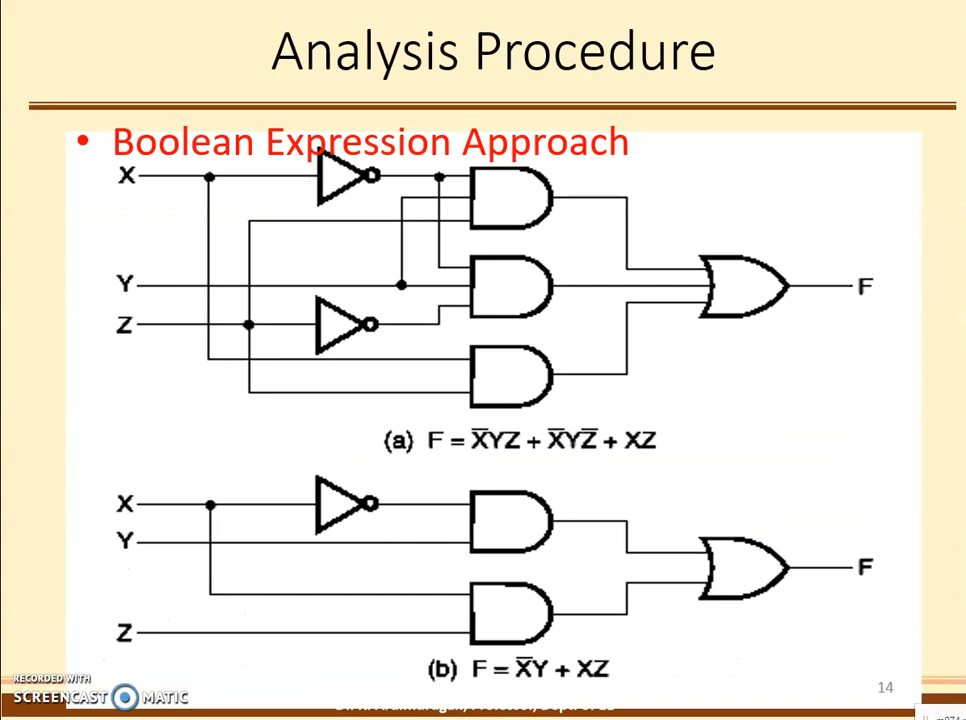 Analysis Procedure
• Boolean Expression Approach
X
Y
Z
F
(a) F = X̅YZ + X̅YZ̅ + XZ
X
Y
Z
F
(b) F = X̅Y + XZ
RECORDED WITH
SCREENCAST MATIC
14